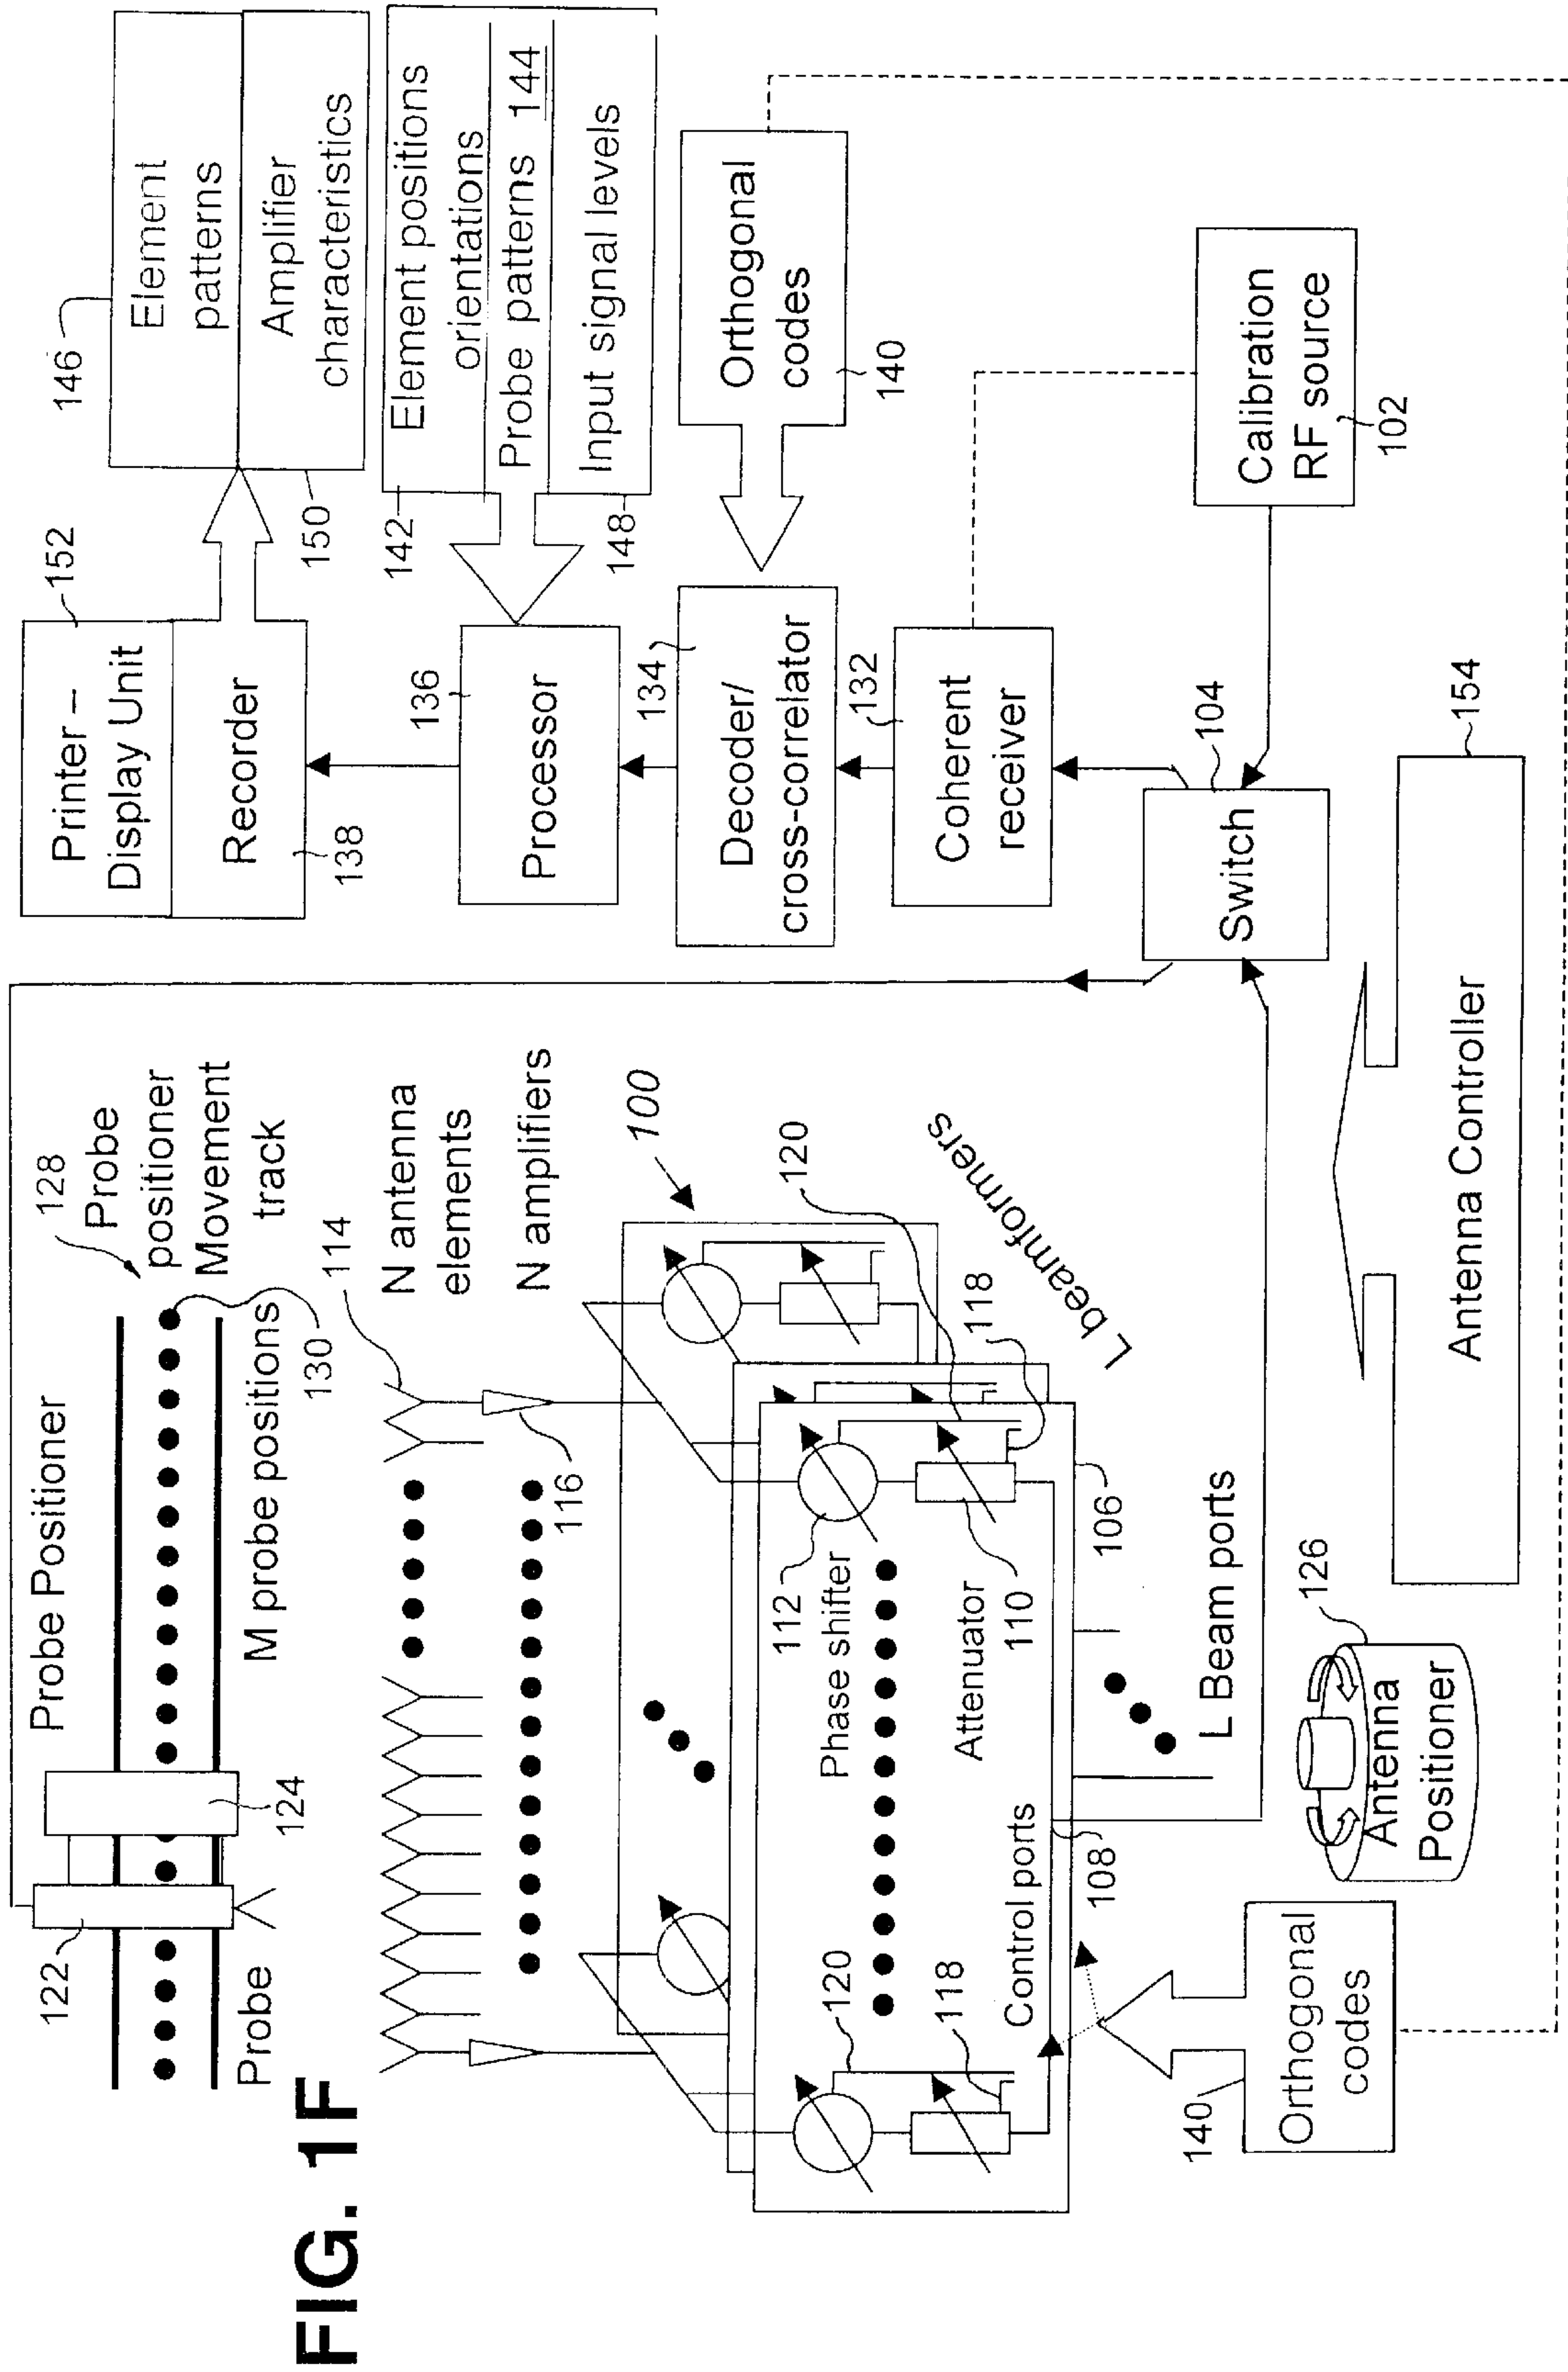 FIG. 1F
Probe Positioner
128
Probe
positioner
Movement
track
122
124
Probe
M probe positions
130
114
N antenna
elements
N amplifiers
116
100
120
L beamformers
112
Phase shifter
118
120
118
Attenuator
110
106
Control ports
108
L Beam ports
140
Orthogonal
codes
126
Antenna
Positioner
Antenna Controller
154
Printer –
Display Unit
152
Recorder
138
146
Element
patterns
Amplifier
characteristics
150
Processor
136
142
Element positions
orientations
Probe patterns 144
Input signal levels
148
Decoder/
cross-correlator
134
Orthogonal
codes
140
Coherent
receiver
132
Switch
104
Calibration
RF source
102